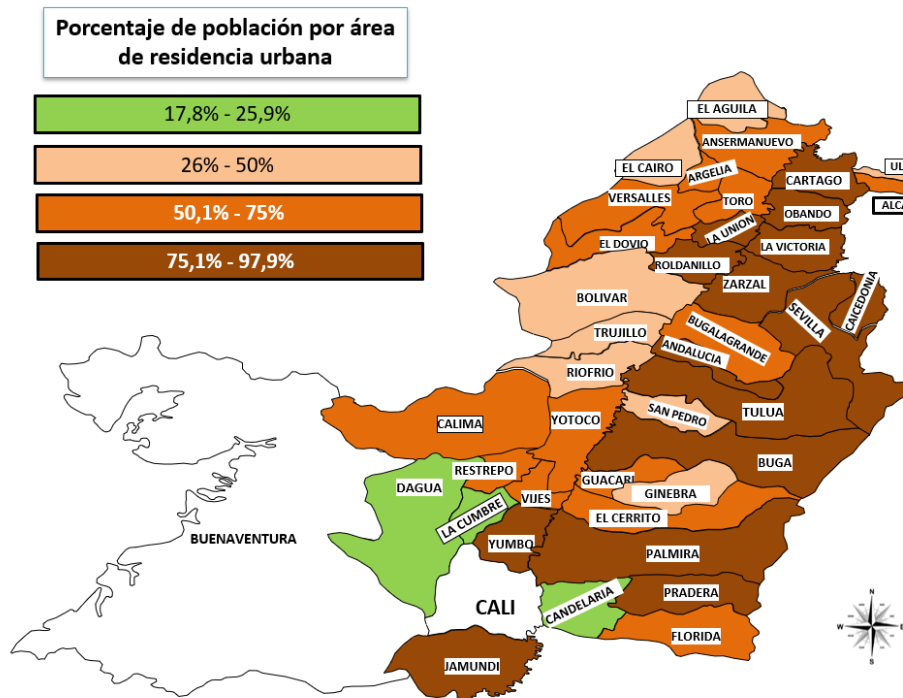 Porcentaje de población por área
de residencia urbana
17,8% - 25,9%
26% - 50%
50,1% - 75%
75,1% - 97,9%
EL AGUILA
ANSERMANUEVO
EL CAIRO
ARGELIA
CARTAGO
UL
VERSALLES
TORO
ALCA
OBANDO
LA UNION
EL DOVIO
LA VICTORIA
ROLDANILLO
ZARZAL
BOLIVAR
CAICEDONIA
SEVILLA
TRUJILLO
BUGALAGRANDE
ANDALUCIA
RIOFRIO
SAN PEDRO
TULUA
CALIMA
YOTOCO
BUGA
RESTREPO
GUACARI
DAGUA
GINEBRA
VIJES
LA CUMBRE
EL CERRITO
BUENAVENTURA
YUMBO
PALMIRA
CANDELARIA
PRADERA
CALI
FLORIDA
JAMUNDI
N
E
S